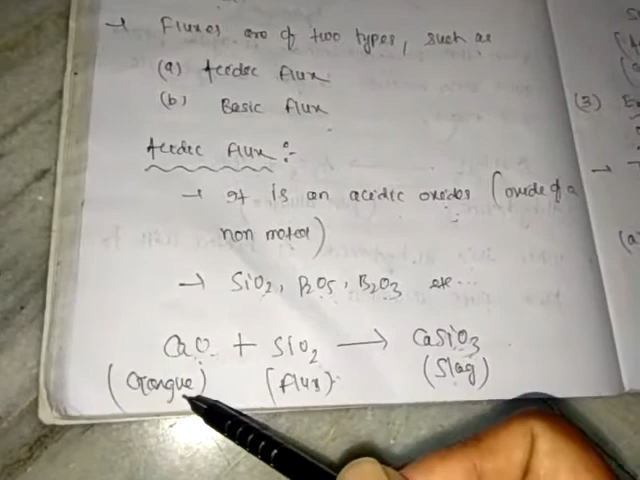 → Fluxes are of two types, such as
(a) Acidic flux
(b) Basic flux
Acidic flux :-
→ It is an acidic oxides (oxide of a
non metal)
→ SiO2, P2O5, B2O3 etc...
CaO + SiO2 → CaSiO3
(Gangue) (flux) (Slag)
(3)
→
(a)